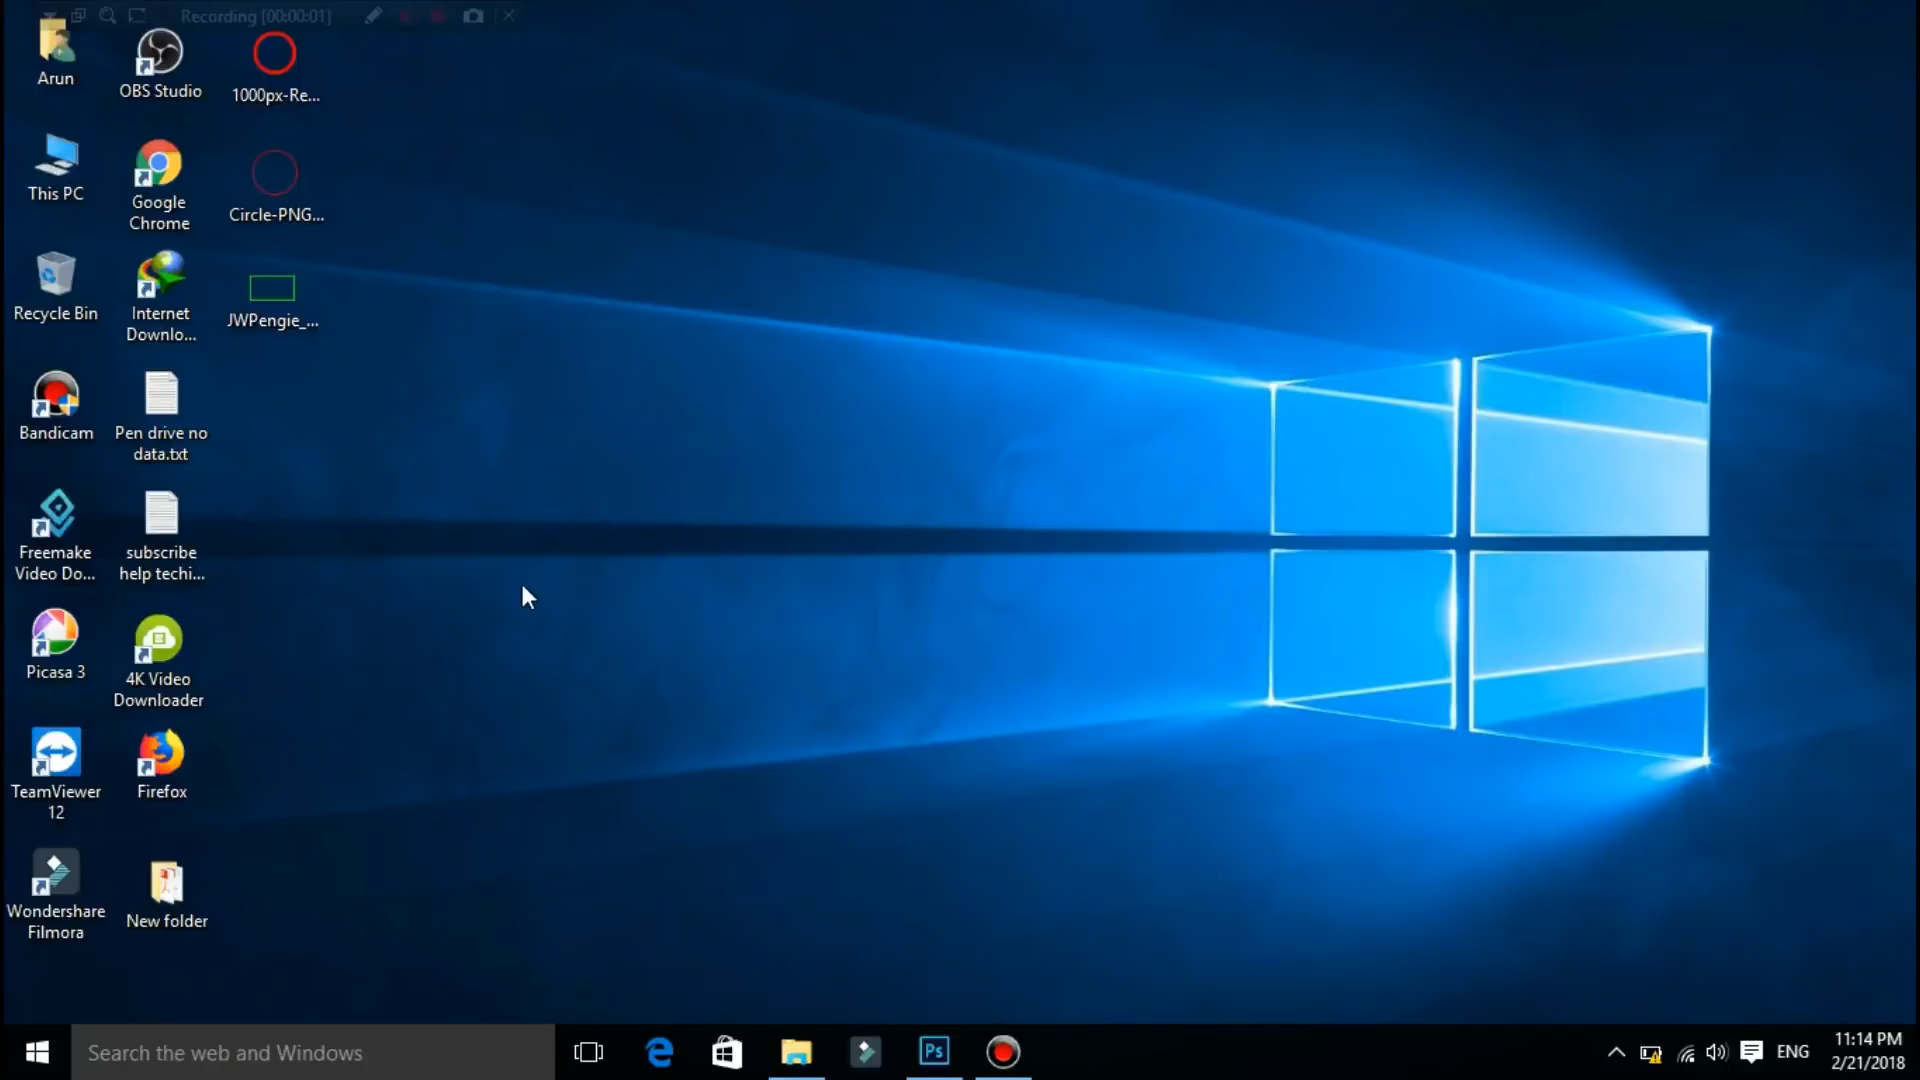 Recording [00:00:01]
Arun
OBS Studio
1000px-Re...
This PC
Google
Chrome
Circle-PNG...
Recycle Bin
Internet
Downlo...
JWPengie_...
Bandicam
Pen drive no
data.txt
Freemake
Video Do...
subscribe
help techi...
Picasa 3
4K Video
Downloader
TeamViewer
12
Firefox
Wondershare
Filmora
New folder
Search the web and Windows
Ps
ENG
11:14 PM
2/21/2018